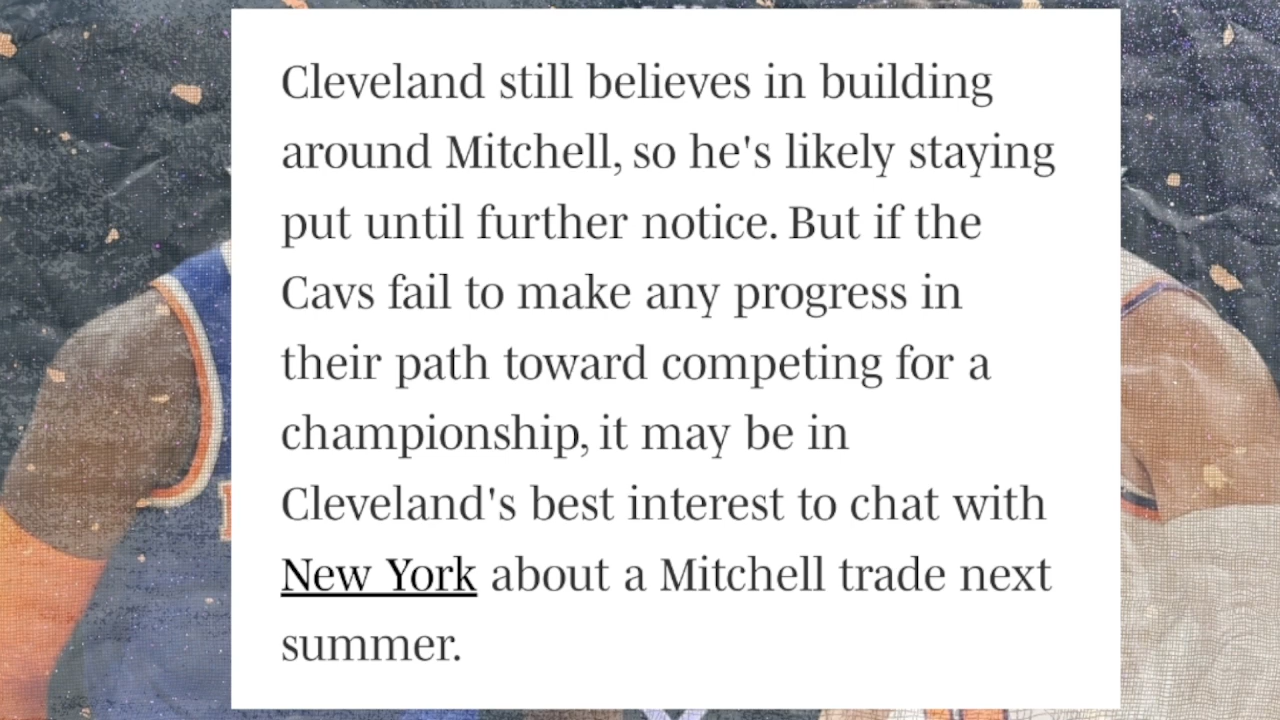 Cleveland still believes in building
around Mitchell, so he's likely staying
put until further notice. But if the
Cavs fail to make any progress in
their path toward competing for a
championship, it may be in
Cleveland's best interest to chat with
New York about a Mitchell trade next
summer.